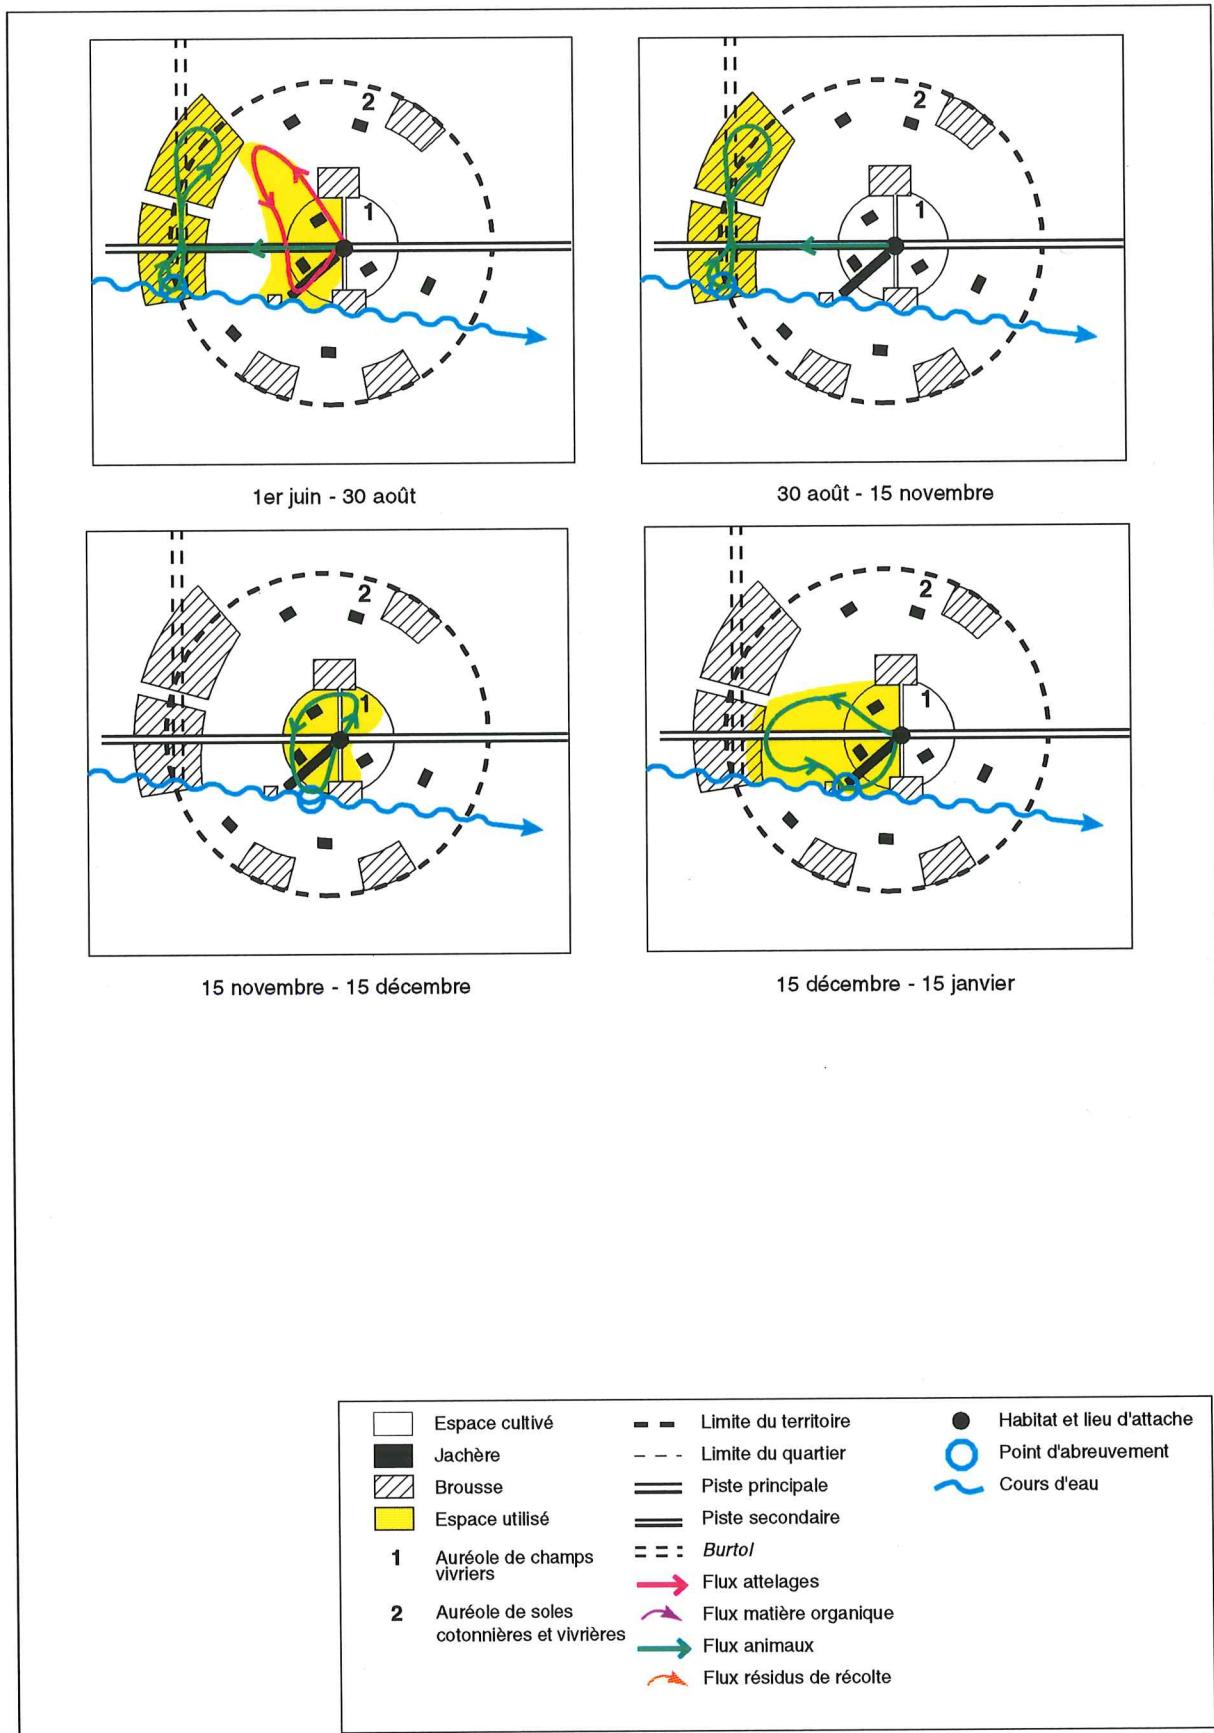 2
1
1er juin - 30 août
2
1
30 août - 15 novembre
2
1
15 novembre - 15 décembre
2
1
15 décembre - 15 janvier
Espace cultivé
Jachère
Brousse
Espace utilisé
1 Auréole de champs
vivriers
2 Auréole de soles
cotonnières et vivrières
Limite du territoire
Limite du quartier
Piste principale
Piste secondaire
Burtol
Flux attelages
Flux matière organique
Flux animaux
Flux résidus de récolte
Habitat et lieu d'attache
Point d'abreuvement
Cours d'eau